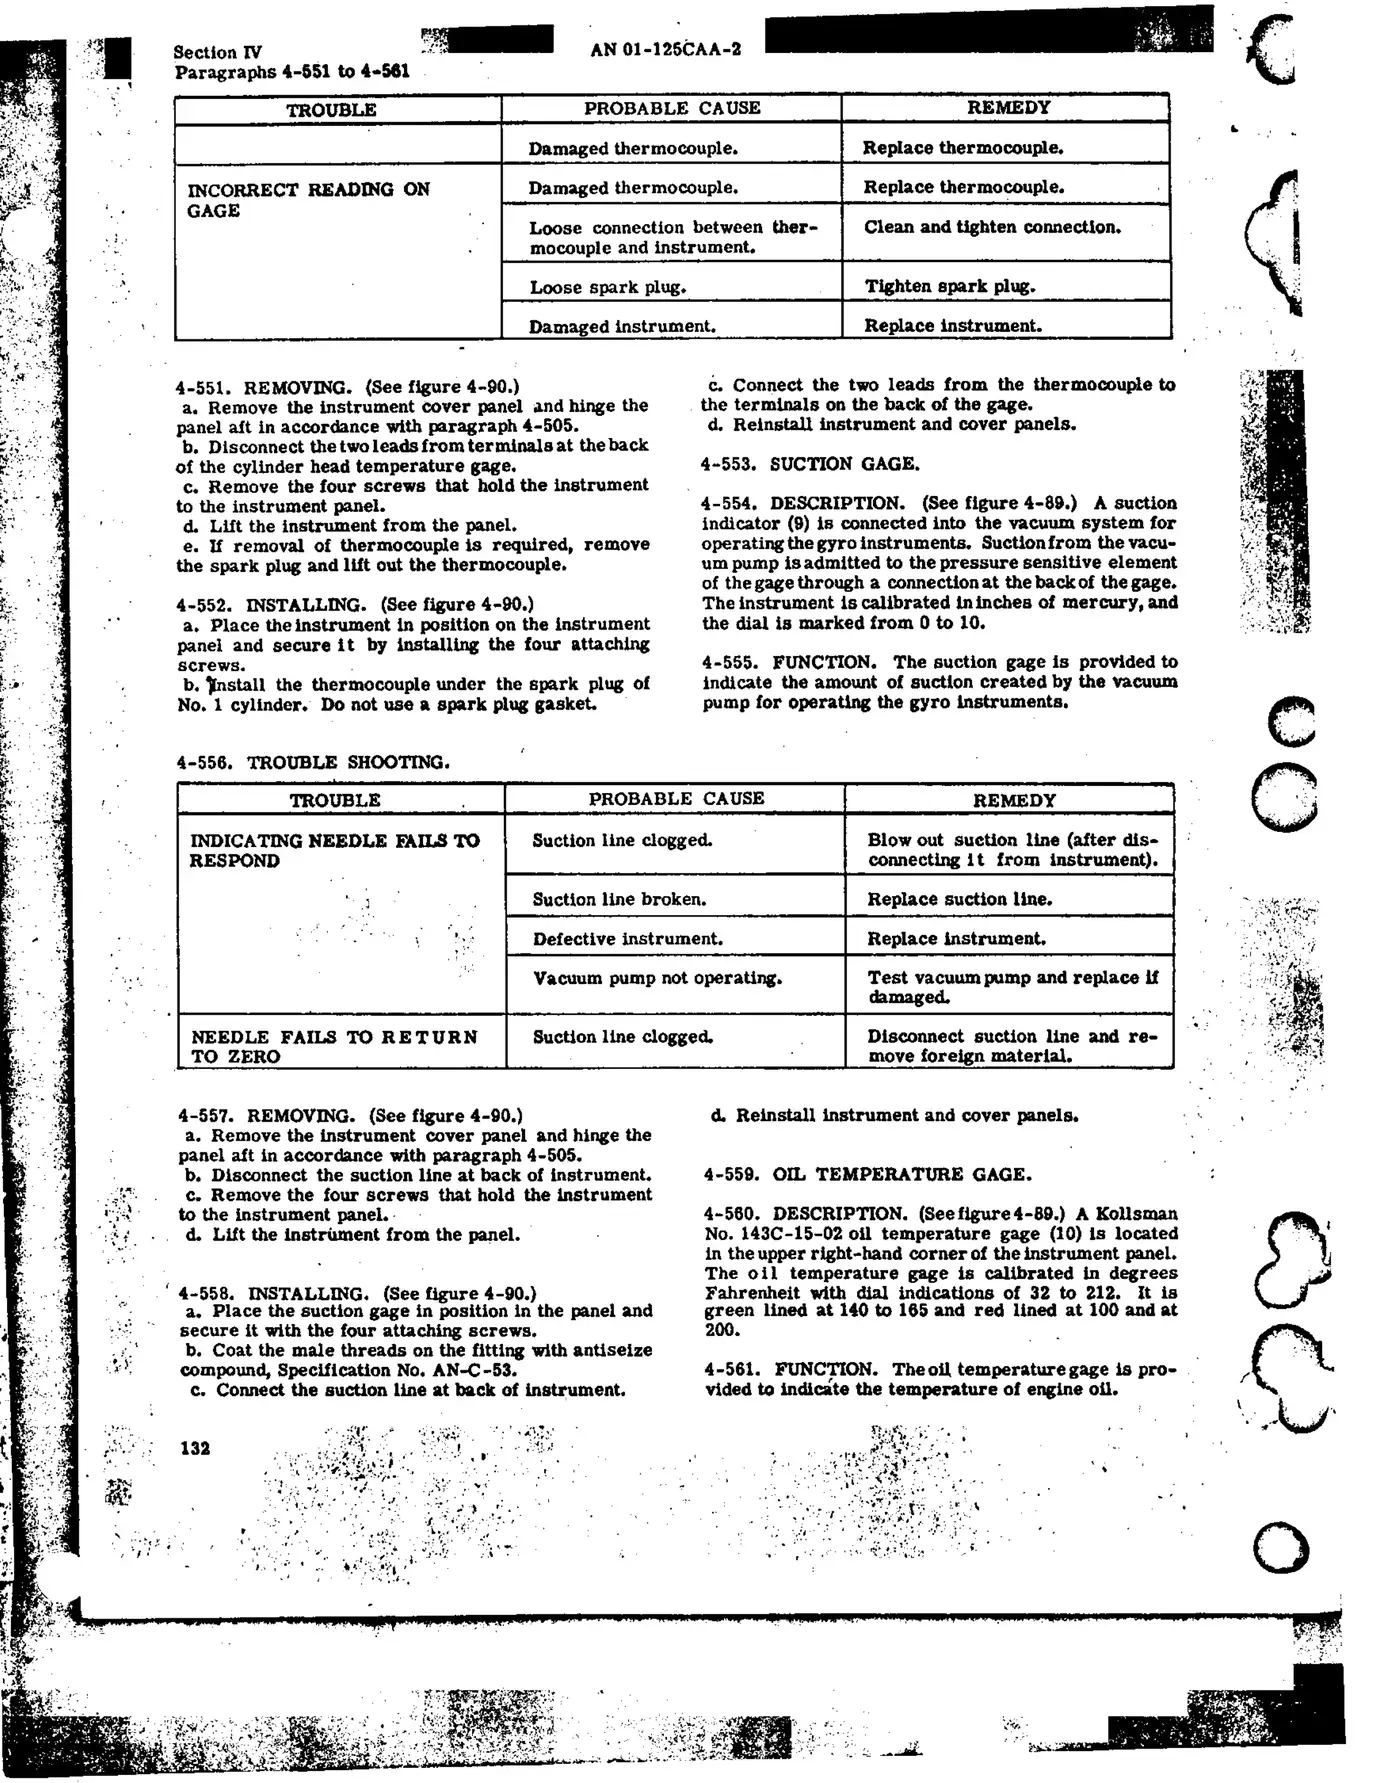 Section IV
AN 01-125CAA-2
Paragraphs 4-551 to 4-561
TROUBLE PROBABLE CAUSE REMEDY
Damaged thermocouple. Replace thermocouple.
INCORRECT READING ON GAGE Damaged thermocouple. Replace thermocouple.
Loose connection between ther- Clean and tighten connection.
mocouple and instrument.
Loose spark plug. Tighten spark plug.
Damaged instrument. Replace instrument.
4-551. REMOVING. (See figure 4-90.)
a. Remove the instrument cover panel and hinge the
panel aft in accordance with paragraph 4-505.
b. Disconnect the two leads from terminals at the back
of the cylinder head temperature gage.
c. Remove the four screws that hold the instrument
to the instrument panel.
d. Lift the instrument from the panel.
e. If removal of thermocouple is required, remove
the spark plug and lift out the thermocouple.
4-552. INSTALLING. (See figure 4-90.)
a. Place the instrument in position on the instrument
panel and secure it by installing the four attaching
screws.
b. Install the thermocouple under the spark plug of
No. 1 cylinder. Do not use a spark plug gasket.
c. Connect the two leads from the thermocouple to
the terminals on the back of the gage.
d. Reinstall instrument and cover panels.
4-553. SUCTION GAGE.
4-554. DESCRIPTION. (See figure 4-89.) A suction
indicator (9) is connected into the vacuum system for
operating the gyro instruments. Suction from the vacu-
um pump is admitted to the pressure sensitive element
of the gage through a connection at the back of the gage.
The instrument is calibrated in inches of mercury, and
the dial is marked from 0 to 10.
4-555. FUNCTION. The suction gage is provided to
indicate the amount of suction created by the vacuum
pump for operating the gyro instruments.
4-556. TROUBLE SHOOTING.
TROUBLE PROBABLE CAUSE REMEDY
INDICATING NEEDLE FAILS TO Suction line clogged. Blow out suction line (after dis-
RESPOND connecting it from instrument).
Suction line broken. Replace suction line.
Defective instrument. Replace instrument.
Vacuum pump not operating. Test vacuum pump and replace if
damaged.
NEEDLE FAILS TO RETURN Suction line clogged. Disconnect suction line and re-
TO ZERO move foreign material.
4-557. REMOVING. (See figure 4-90.)
a. Remove the instrument cover panel and hinge the
panel aft in accordance with paragraph 4-505.
b. Disconnect the suction line at back of instrument.
c. Remove the four screws that hold the instrument
to the instrument panel.
d. Lift the instrument from the panel.
4-558. INSTALLING. (See figure 4-90.)
a. Place the suction gage in position in the panel and
secure it with the four attaching screws.
b. Coat the male threads on the fitting with antiseize
compound, Specification No. AN-C-53.
c. Connect the suction line at back of instrument.
d. Reinstall instrument and cover panels.
4-559. OIL TEMPERATURE GAGE.
4-560. DESCRIPTION. (See figure 4-89.) A Kollsman
No. 143C-15-02 oil temperature gage (10) is located
in the upper right-hand corner of the instrument panel.
The oil temperature gage is calibrated in degrees
Fahrenheit with dial indications of 32 to 212. It is
green lined at 140 to 165 and red lined at 100 and at
200.
4-561. FUNCTION. The oil temperature gage is pro-
vided to indicate the temperature of engine oil.
132